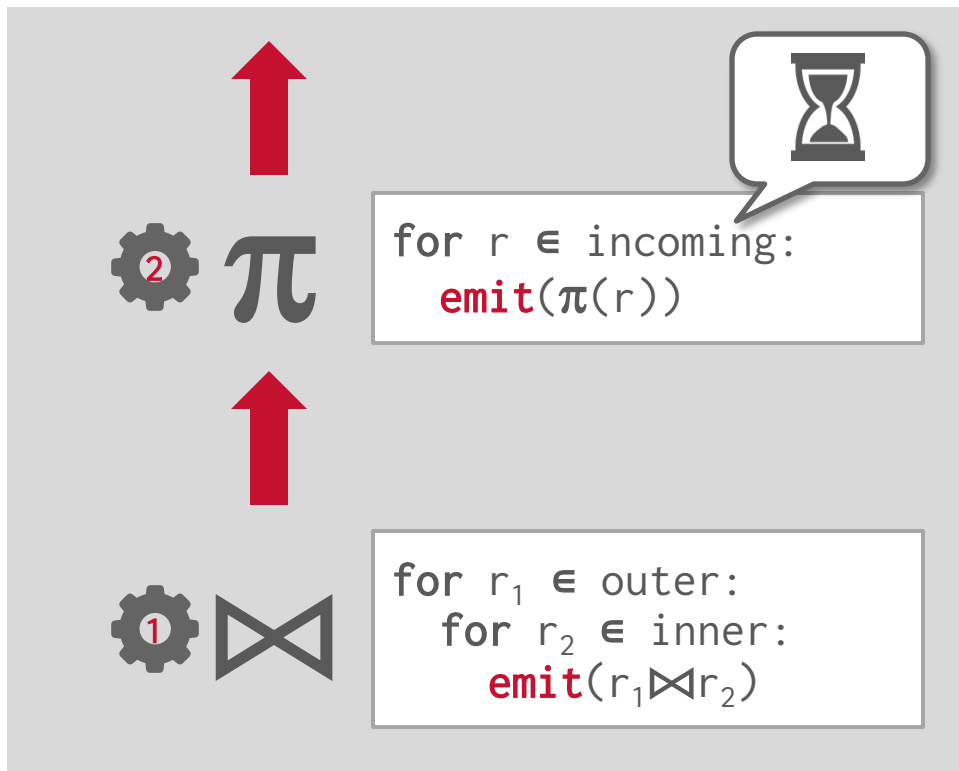 2
π
for r ∈ incoming:
emit(π(r))
1
⋈
for r₁ ∈ outer:
for r₂ ∈ inner:
emit(r₁⋈r₂)